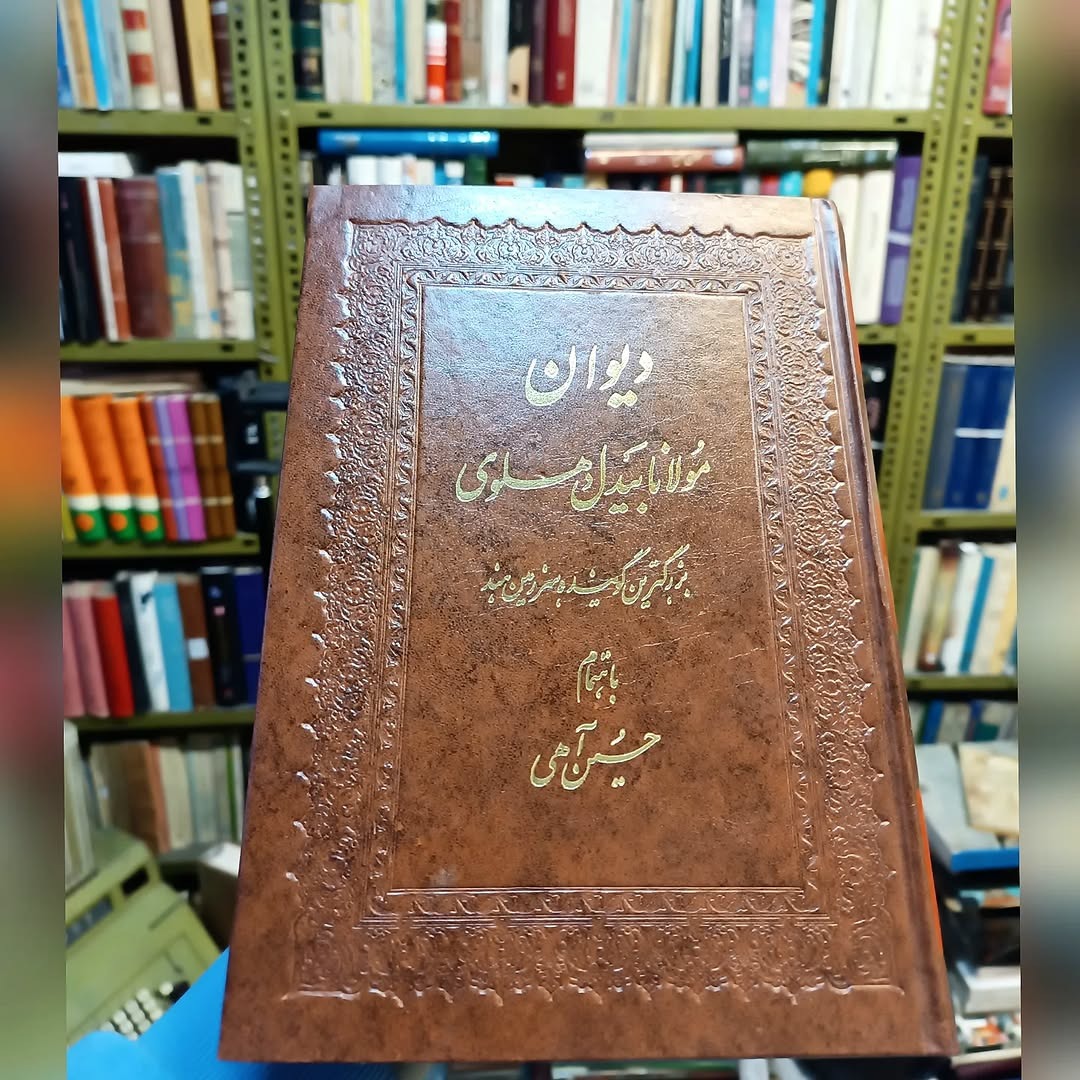 دیوان
مولانا بیدل دهلوی
بزرگترین گوینده سرزمین هند
باهتمام
حسین آهی